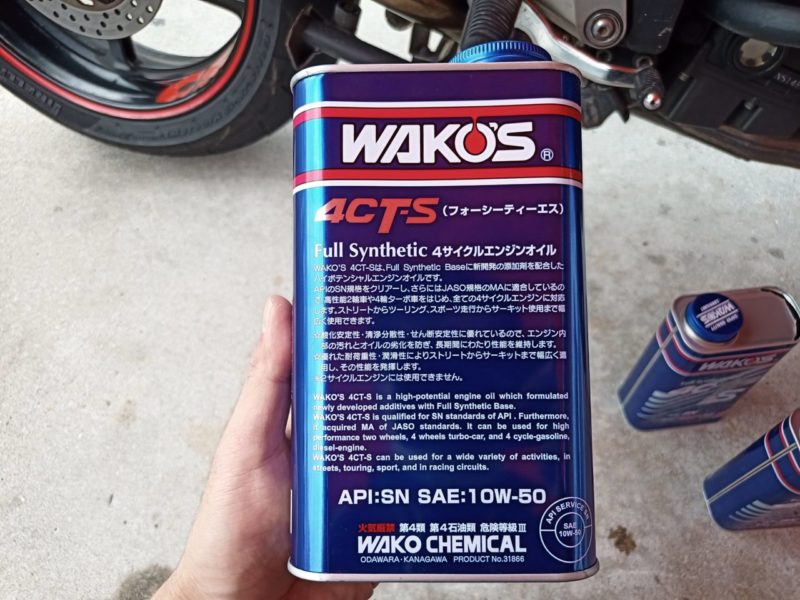 WAKO'S ®
4CT-S (フォーシーティーエス)
Full Synthetic 4サイクルエンジンオイル
WAKO'S 4CT-Sは、Full Synthetic Baseに新開発の添加剤を配合した
ハイポテンシャルエンジンオイルです。
APIのSN規格をクリアーし、さらにはJASO規格のMAに適合しているの
で、高性能2輪車や4輪ターボ車をはじめ、全ての4サイクルエンジンに対応
します。ストリートからツーリング、スポーツ走行からサーキット使用まで幅
広く使用できます。
☆酸化安定性・清浄分散性・せん断安定性に優れているので、エンジン内
部の汚れとオイルの劣化を防ぎ、長期間にわたり性能を維持します。
☆優れた耐荷重性・潤滑性によりストリートからサーキットまで幅広く適
用し、その性能を発揮します。
※2サイクルエンジンには使用できません。
WAKO'S 4CT-S is a high-potential engine oil which formulated
newly developed additives with Full Synthetic Base.
WAKO'S 4CT-S is qualified for SN standards of API . Furthermore,
it acquired MA of JASO standards. It can be used for high
performance two wheels, 4 wheels turbo-car, and 4 cycle-gasoline,
diesel-engine.
WAKO'S 4CT-S can be used for a wide variety of activities, in
streets, touring, sport, and in racing circuits.
API:SN SAE:10W-50
API SERVICE SN
SAE
10W-50
火気厳禁 第4類 第4石油類 危険等級Ⅲ
WAKO CHEMICAL
ODAWARA・KANAGAWA PRODUCT No.31866
WAKO'S
WAKO'S